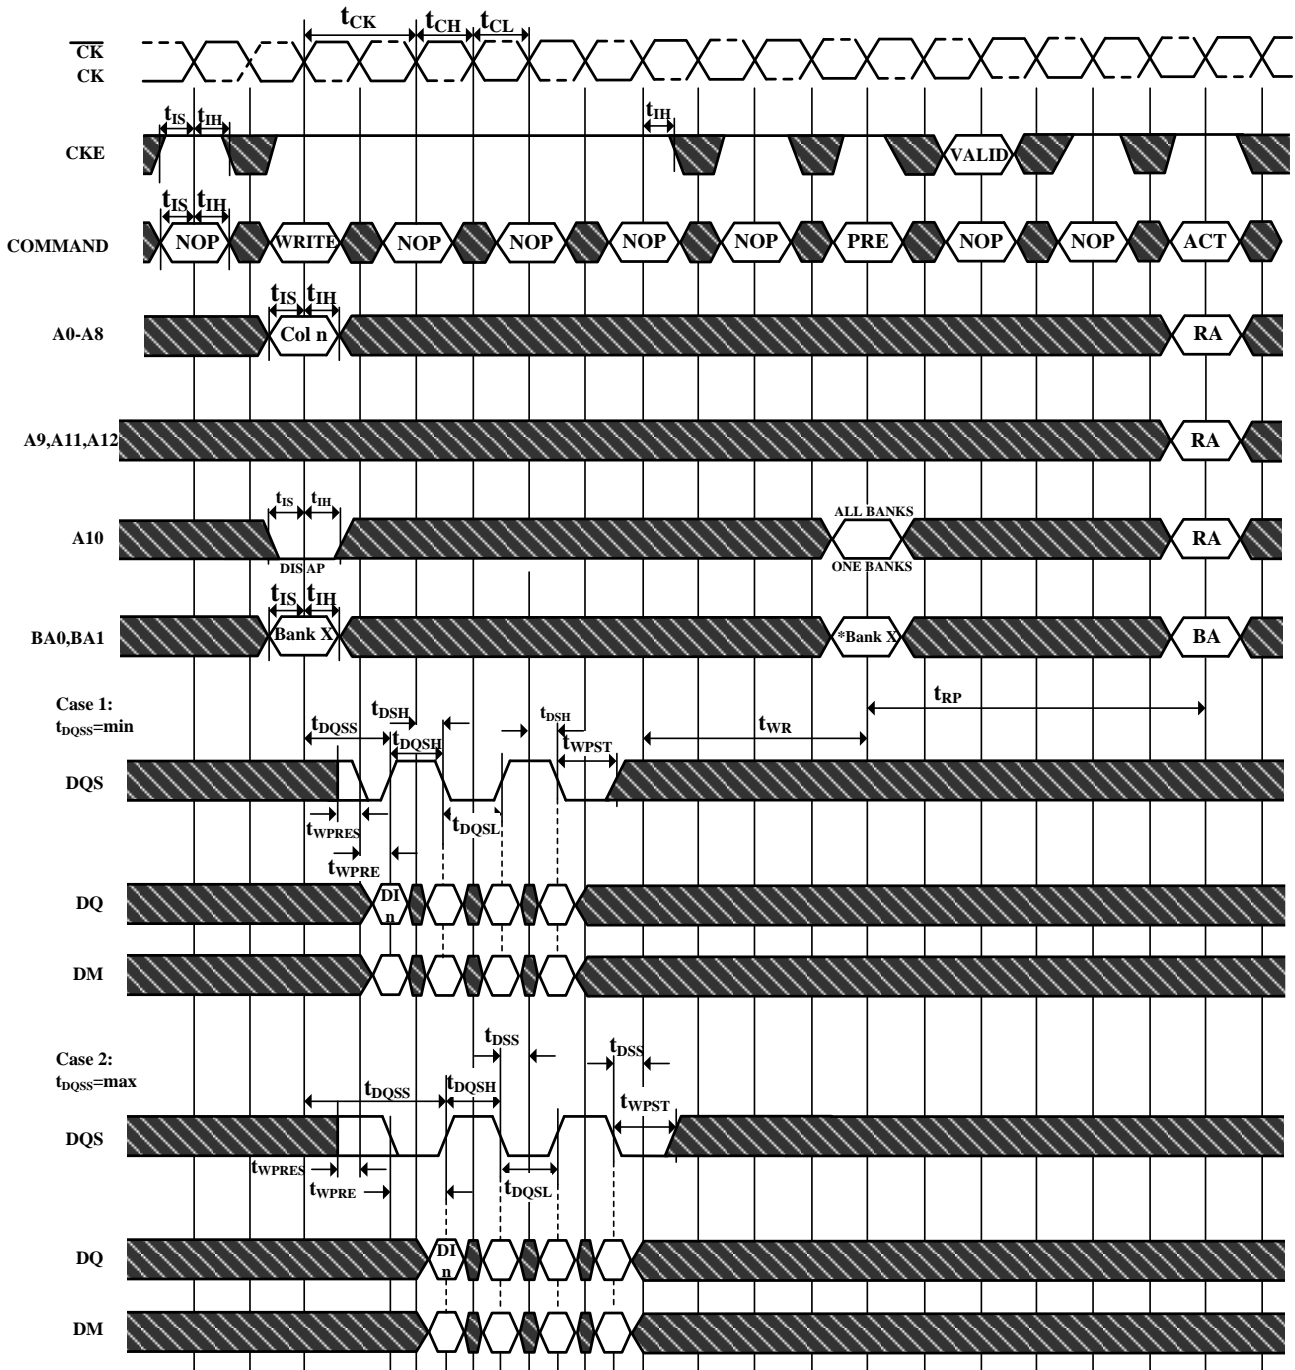 tCK tCH tCL
CK
CK
tIS tIH tIH
CKE VALID
tIS tIH
COMMAND NOP WRITE NOP NOP NOP NOP PRE NOP NOP ACT
tIS tIH
A0-A8 Col n RA
A9,A11,A12 RA
tIS tIH ALL BANKS
A10 RA
DIS AP ONE BANKS
tIS tIH
BA0,BA1 Bank X *Bank X BA
Case 1:
tDQSS=min
tDQSS tDSH tDSH tRP
tDQSH tWPST tWR
DQS
tWPRES tDQSL
tWPRE
DQ DI
n
DM
Case 2:
tDQSS=max
tDSS tDSS
tDQSS tDQSH tWPST
DQS
tWPRES tWPRE tDQSL
DQ DI
n
DM